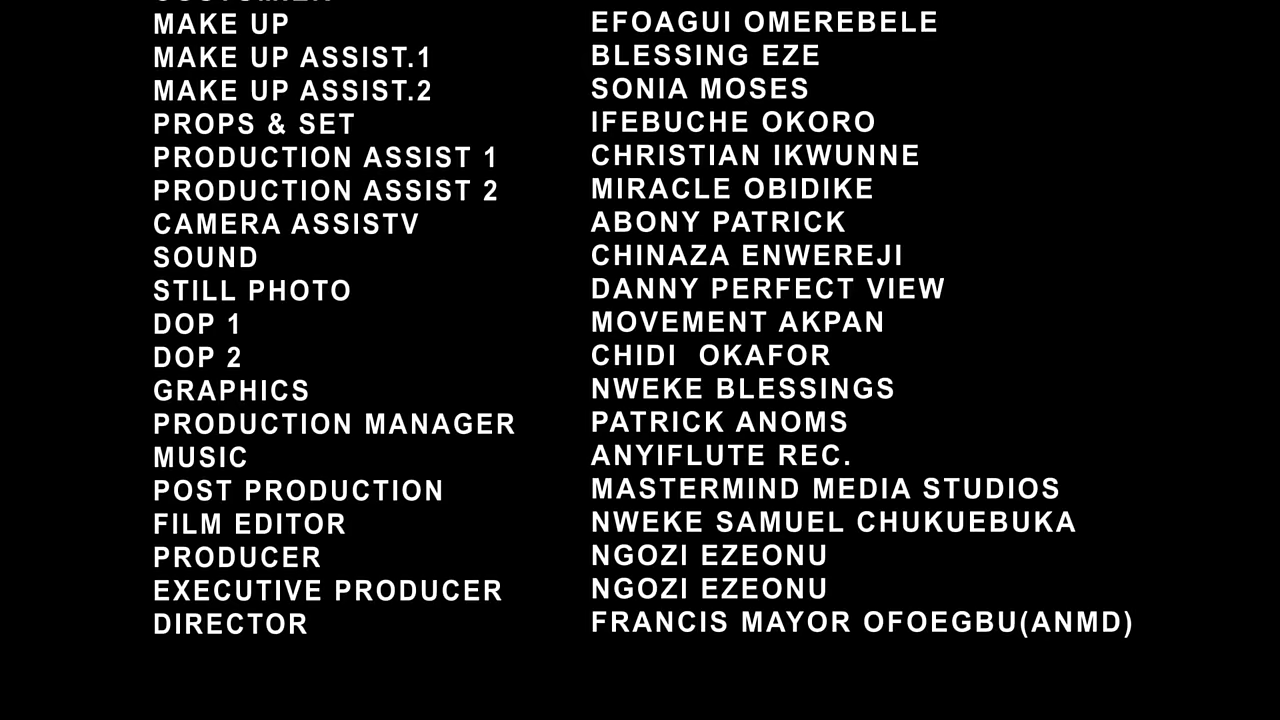 MAKE UP EFOAGUI OMEREBELE
MAKE UP ASSIST.1 BLESSING EZE
MAKE UP ASSIST.2 SONIA MOSES
PROPS & SET IFEBUCHE OKORO
PRODUCTION ASSIST 1 CHRISTIAN IKWUNNE
PRODUCTION ASSIST 2 MIRACLE OBIDIKE
CAMERA ASSISTV ABONY PATRICK
SOUND CHINAZA ENWEREJI
STILL PHOTO DANNY PERFECT VIEW
DOP 1 MOVEMENT AKPAN
DOP 2 CHIDI OKAFOR
GRAPHICS NWEKE BLESSINGS
PRODUCTION MANAGER PATRICK ANOMS
MUSIC ANYIFLUTE REC.
POST PRODUCTION MASTERMIND MEDIA STUDIOS
FILM EDITOR NWEKE SAMUEL CHUKUEBUKA
PRODUCER NGOZI EZEONU
EXECUTIVE PRODUCER NGOZI EZEONU
DIRECTOR FRANCIS MAYOR OFOEGBU(ANMD)